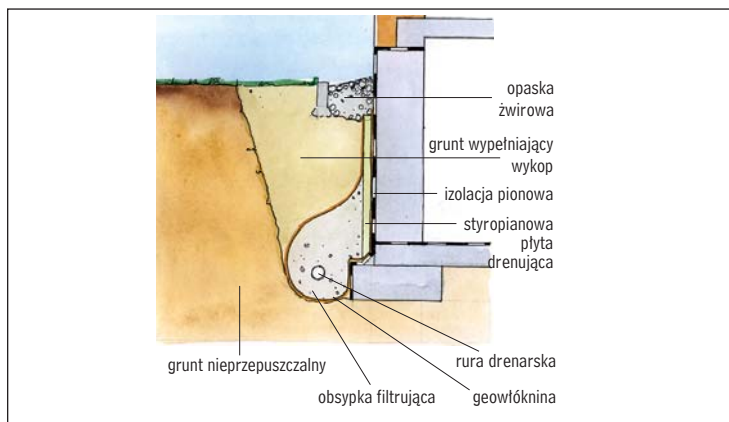 opaska
żwirowa
grunt wypełniający
wykop
izolacja pionowa
styropianowa
płyta
drenująca
rura drenarska
grunt nieprzepuszczalny
obsypka filtrująca
geowłóknina